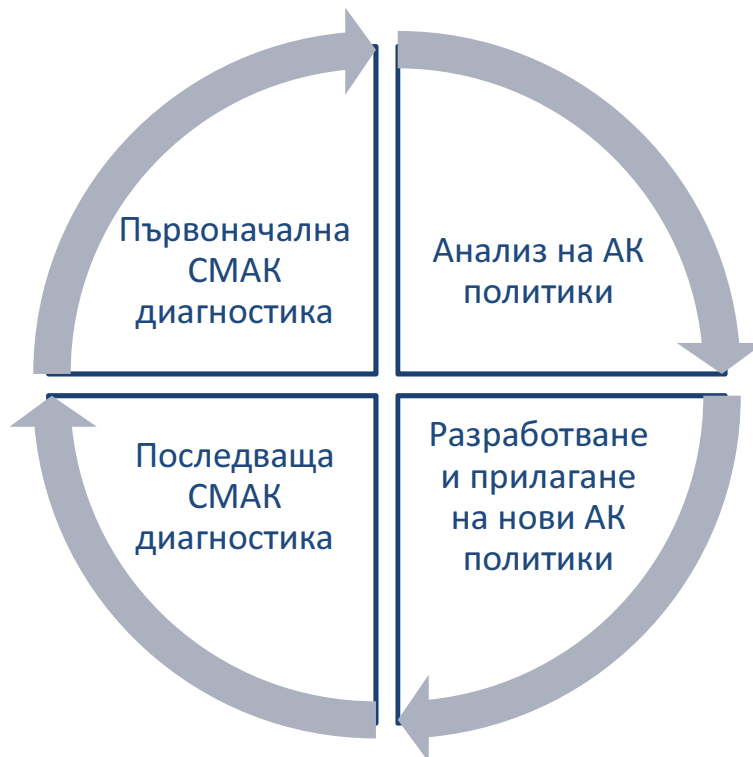 Първоначална
СМАК
диагностика
Анализ на АК
политики
Разработване
и прилагане
на нови АК
политики
Последваща
СМАК
диагностика